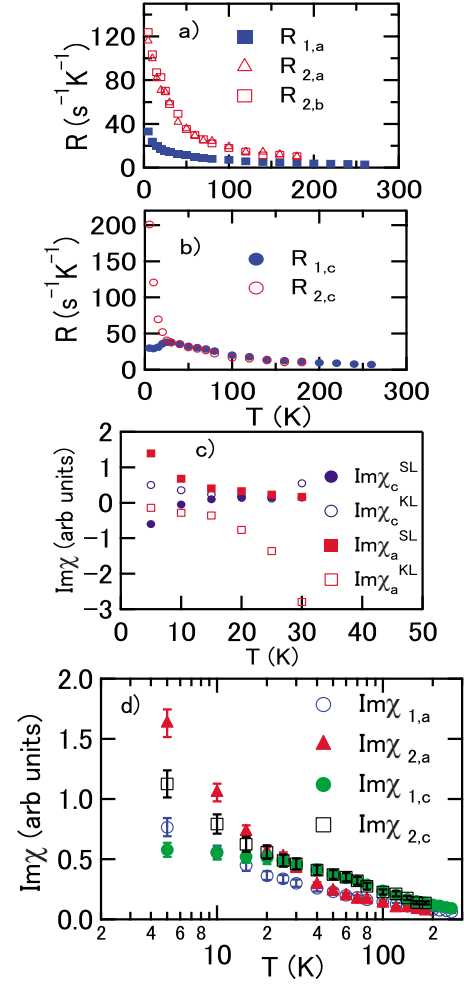 a)
R 1,a
R 2,a
R 2,b
R (s⁻¹K⁻¹)
120
80
40
0
0 100 200 300
b)
R 1,c
R 2,c
R (s⁻¹K⁻¹)
200
150
100
50
0
0 100 200 300
T (K)
c)
Imχ c SL
Imχ c KL
Imχ a SL
Imχ a KL
Imχ (arb units)
2
1
0
-1
-2
-3
0 10 20 30 40 50
T (K)
d)
Imχ 1,a
Imχ 2,a
Imχ 1,c
Imχ 2,c
Imχ (arb units)
2.0
1.5
1.0
0.5
0.0
2 4 6 8 2 4 6 8 2
10 100
T (K)